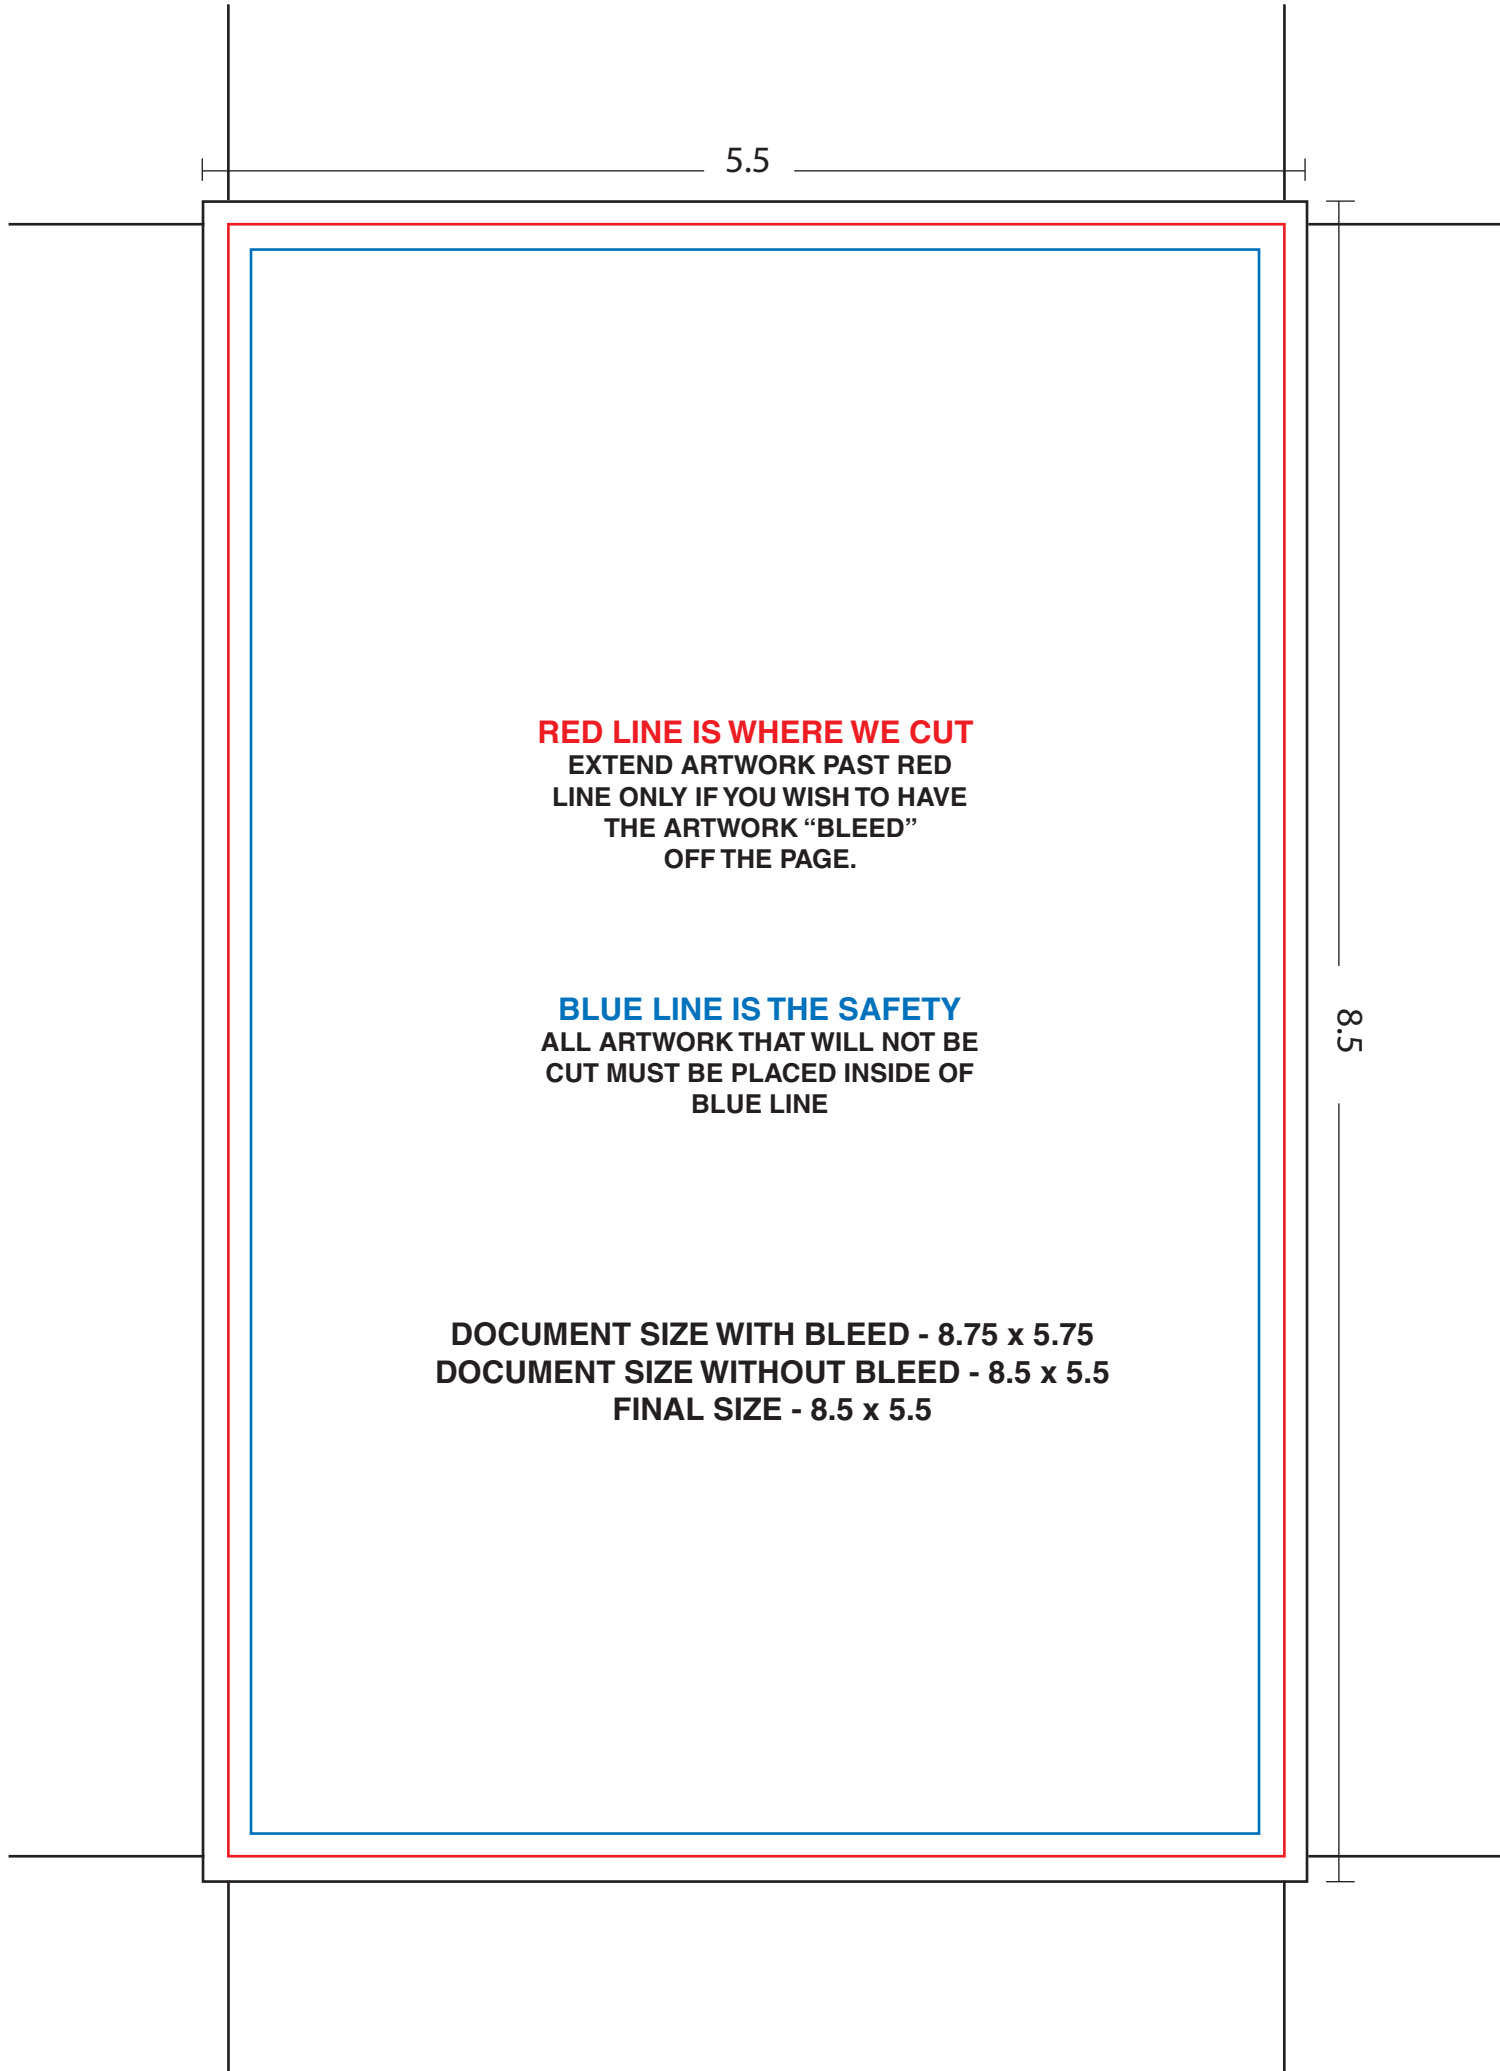 5.5
RED LINE IS WHERE WE CUT
EXTEND ARTWORK PAST RED
LINE ONLY IF YOU WISH TO HAVE
THE ARTWORK “BLEED”
OFF THE PAGE.
BLUE LINE IS THE SAFETY
ALL ARTWORK THAT WILL NOT BE
CUT MUST BE PLACED INSIDE OF
BLUE LINE
8.5
DOCUMENT SIZE WITH BLEED - 8.75 x 5.75
DOCUMENT SIZE WITHOUT BLEED - 8.5 x 5.5
FINAL SIZE - 8.5 x 5.5